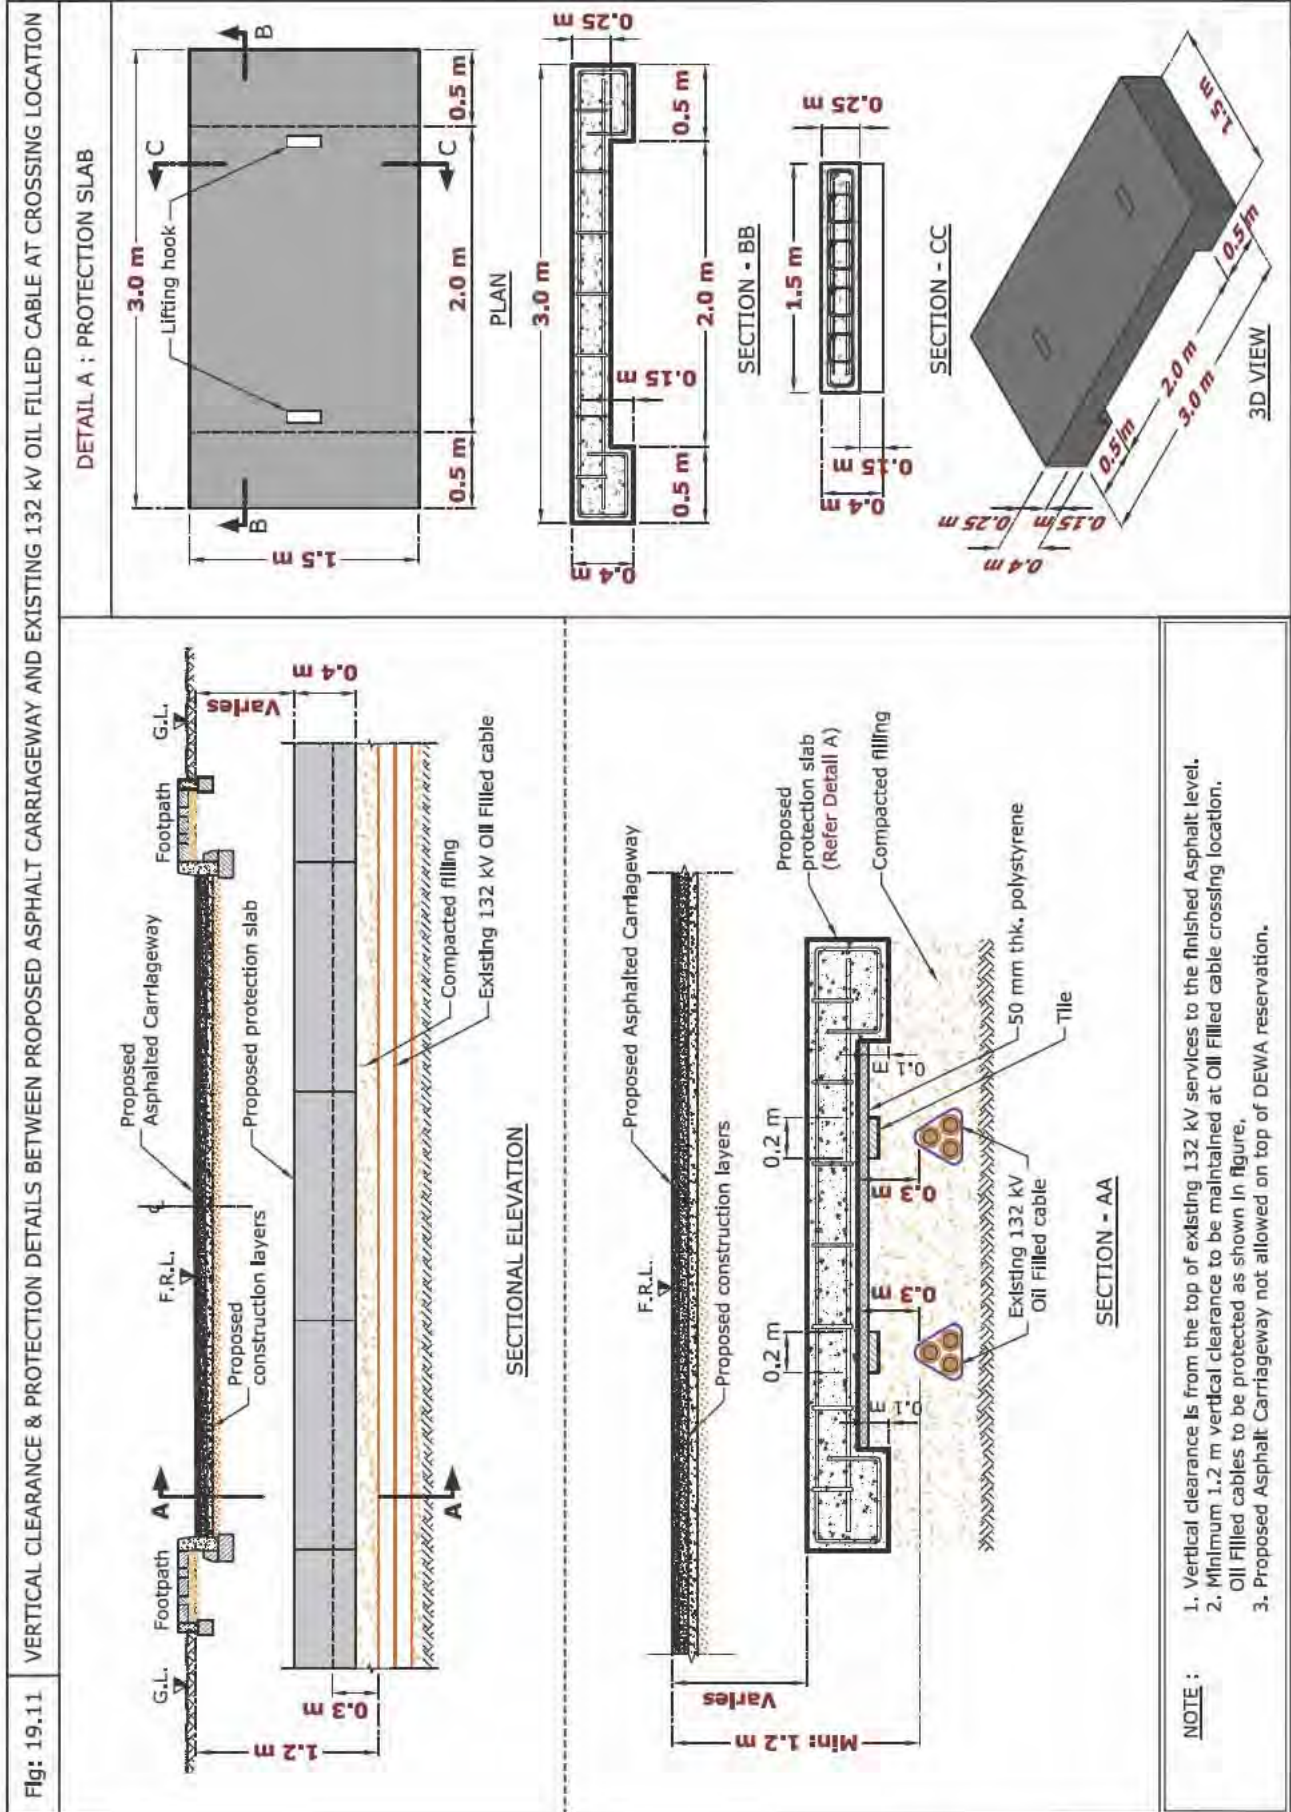 Fig: 19.11
VERTICAL CLEARANCE & PROTECTION DETAILS BETWEEN PROPOSED ASPHALT CARRIAGEWAY AND EXISTING 132 kV OIL FILLED CABLE AT CROSSING LOCATION
G.L.
Footpath
Proposed
Asphalted Carriageway
F.R.L.
℄
Footpath
G.L.
A
Proposed
construction layers
Proposed protection slab
Varies
0.4 m
1.2 m
0.3 m
A
Compacted filling
Existing 132 kV Oil Filled cable
SECTIONAL ELEVATION
F.R.L.
Proposed Asphalted Carriageway
Proposed construction layers
Varies
Min: 1.2 m
0.2 m
0.2 m
Proposed
protection slab
(Refer Detail A)
Compacted filling
0.1 m
0.3 m
0.3 m
0.1 m
50 mm thk. polystyrene
Tile
Existing 132 kV
Oil Filled cable
SECTION - AA
DETAIL A : PROTECTION SLAB
3.0 m
B
B
Lifting hook
C
C
1.5 m
0.5 m
2.0 m
0.5 m
PLAN
3.0 m
0.4 m
0.15 m
0.25 m
0.5 m
2.0 m
0.5 m
SECTION - BB
1.5 m
0.4 m
0.15 m
0.25 m
SECTION - CC
0.25 m
0.15 m
0.4 m
0.5 m
2.0 m
0.5 m
3.0 m
1.5 m
3D VIEW
NOTE :
1. Vertical clearance is from the top of existing 132 kV services to the finished Asphalt level.
2. Minimum 1.2 m vertical clearance to be maintained at Oil Filled cable crossing location.
Oil Filled cables to be protected as shown in figure.
3. Proposed Asphalt Carriageway not allowed on top of DEWA reservation.